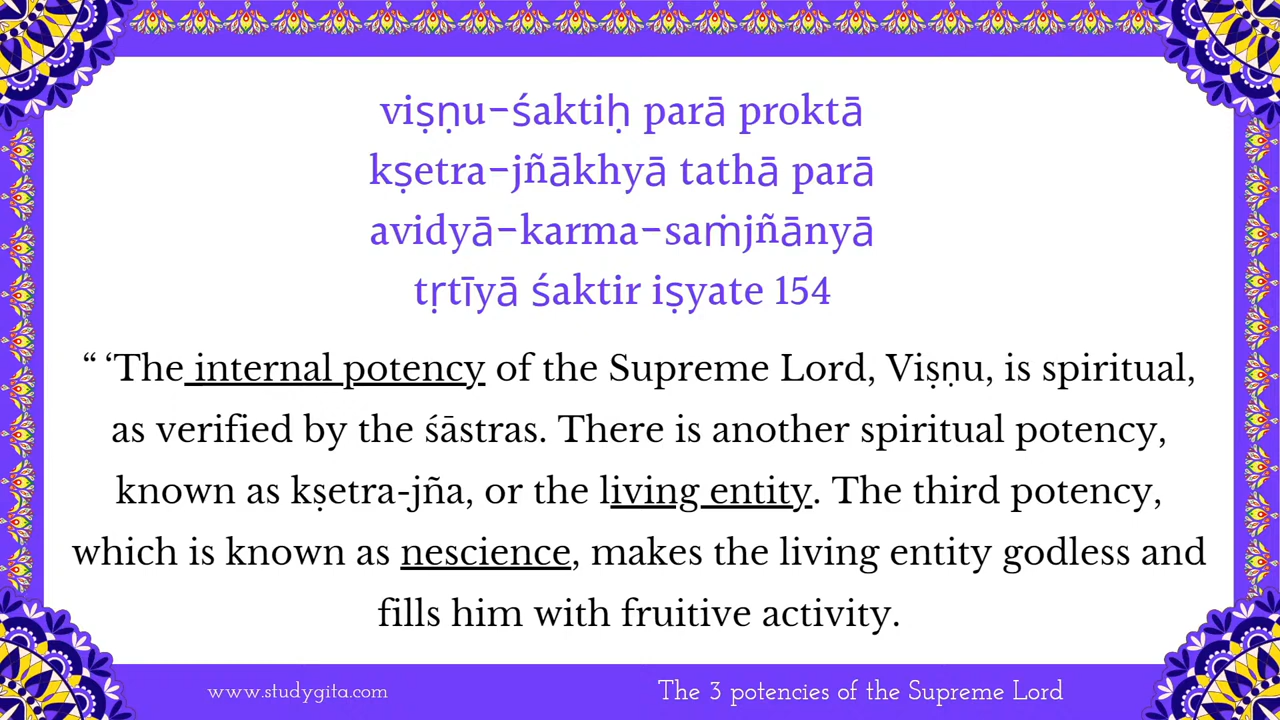 viṣṇu-śaktiḥ parā proktā
kṣetra-jñākhyā tathā parā
avidyā-karma-saṁjñānyā
tṛtīyā śaktir iṣyate 154
“ ‘The internal potency of the Supreme Lord, Viṣṇu, is spiritual,
as verified by the śāstras. There is another spiritual potency,
known as kṣetra-jña, or the living entity. The third potency,
which is known as nescience, makes the living entity godless and
fills him with fruitive activity.
www.studygita.com
The 3 potencies of the Supreme Lord